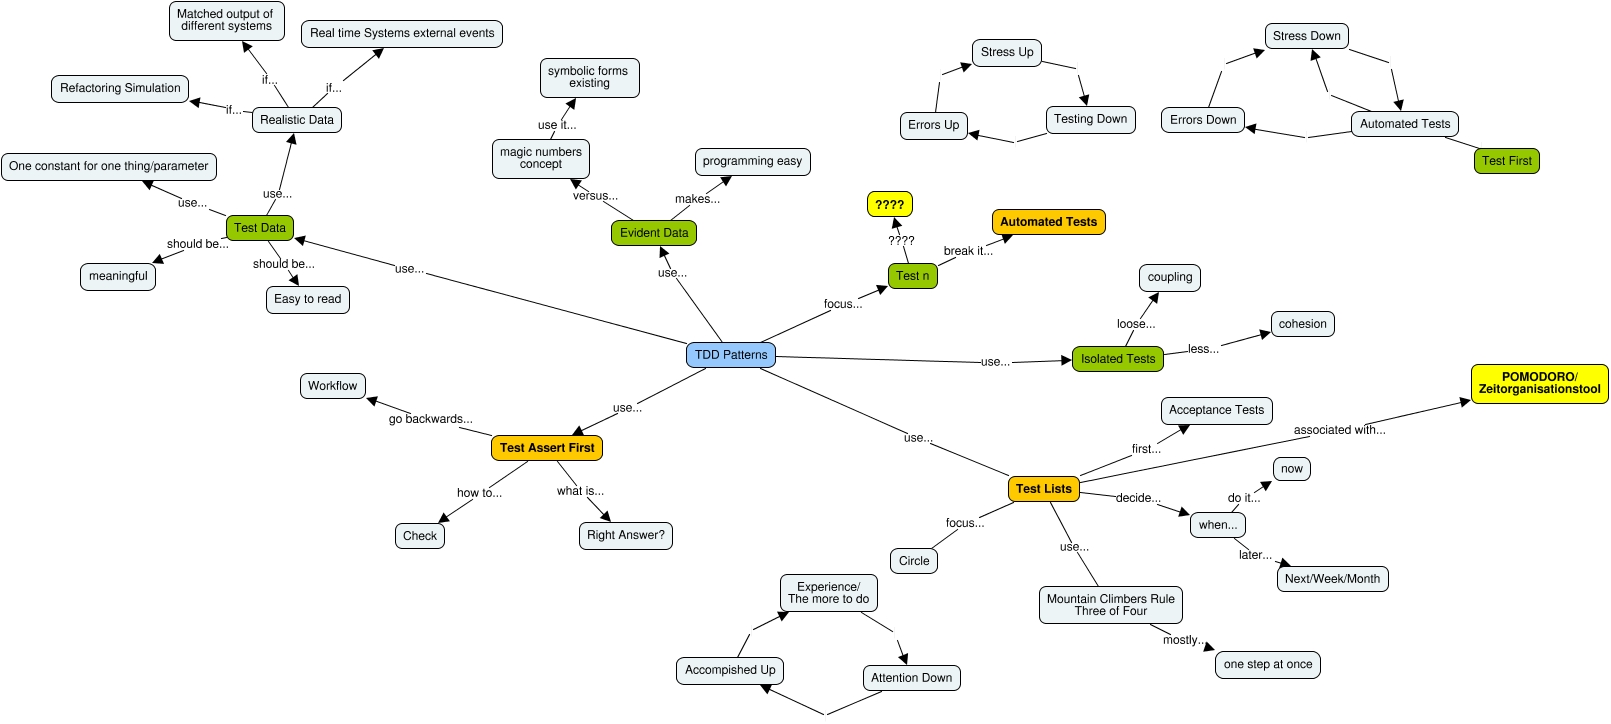 Matched output of
different systems
Real time Systems external events
if...
if...
Refactoring Simulation
if...
Realistic Data
One constant for one thing/parameter
use...
use...
Test Data
should be...
should be...
meaningful
Easy to read
use...
symbolic forms
existing
use it...
magic numbers
concept
programming easy
versus...
makes...
Evident Data
use...
Stress Up
Errors Up
Testing Down
Stress Down
Errors Down
Automated Tests
Test First
????
????
Automated Tests
break it...
Test n
focus...
coupling
loose...
cohesion
less...
Isolated Tests
use...
TDD Patterns
use...
Workflow
go backwards...
Test Assert First
how to...
what is...
Check
Right Answer?
use...
POMODORO/
Zeitorganisationstool
associated with...
Acceptance Tests
first...
now
do it...
Test Lists
decide...
when...
later...
Next/Week/Month
focus...
Circle
use...
Mountain Climbers Rule
Three of Four
mostly...
one step at once
Experience/
The more to do
Accompished Up
Attention Down